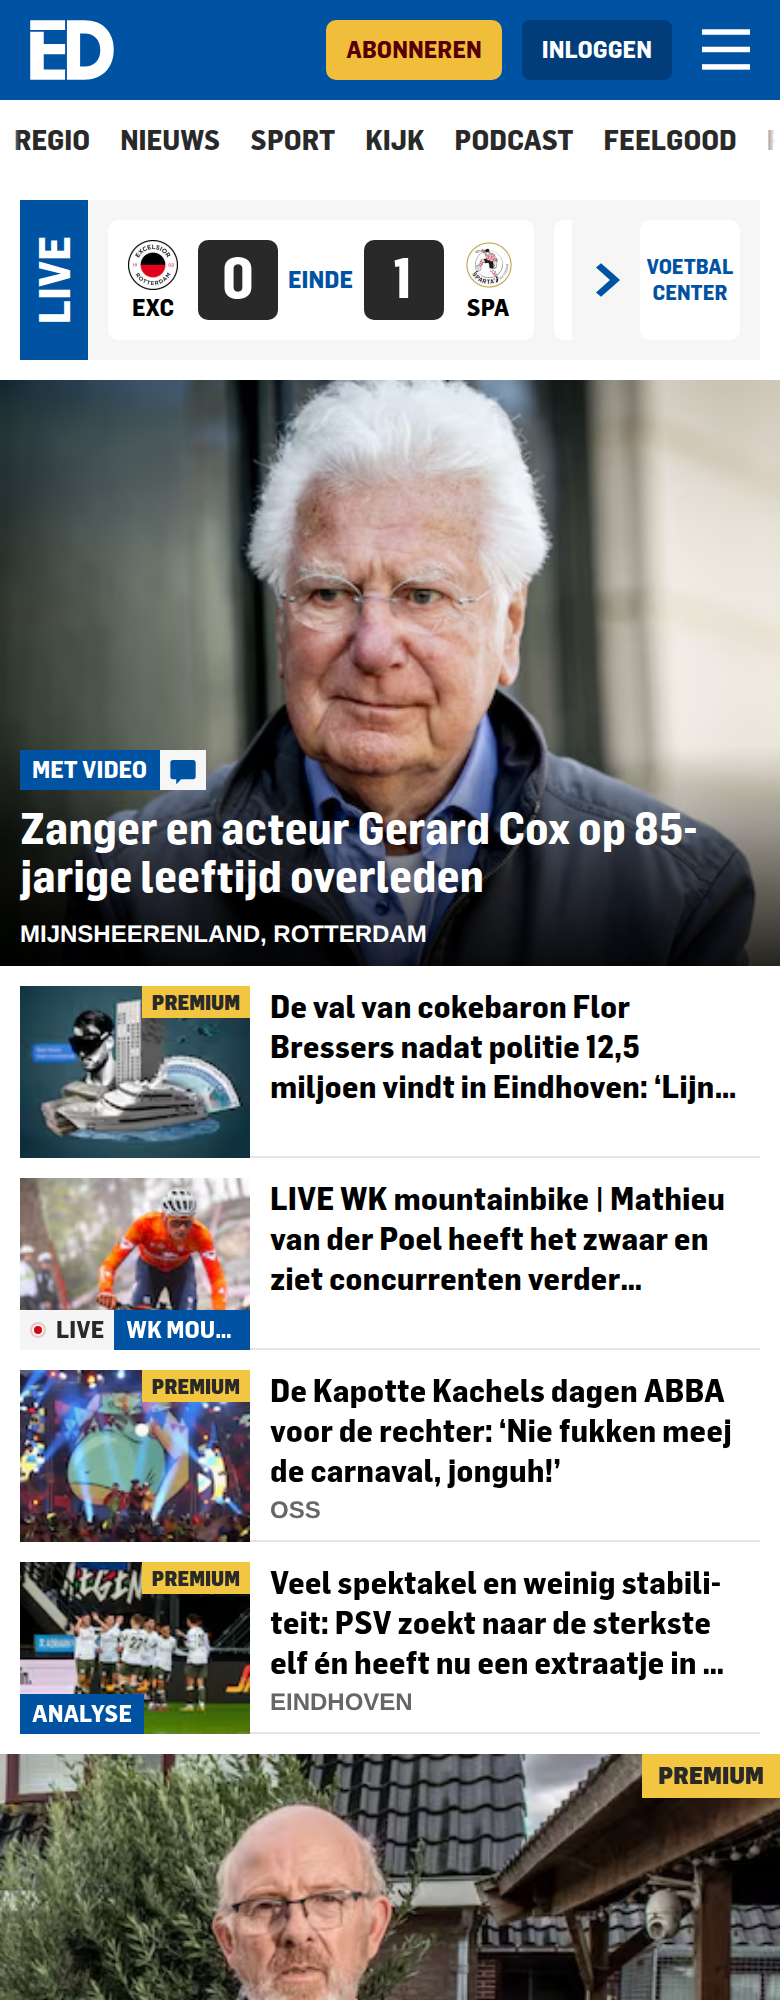 ED
ABONNEREN
INLOGGEN
REGIO NIEUWS SPORT KIJK PODCAST FEELGOOD
LIVE
EXCELSIOR
ROTTERDAM
EXC
0
EINDE
1
SPARTA
SPA
VOETBAL
CENTER
MET VIDEO
Zanger en acteur Gerard Cox op 85-
jarige leeftijd overleden
MIJNSHEERENLAND, ROTTERDAM
PREMIUM
De val van cokebaron Flor
Bressers nadat politie 12,5
miljoen vindt in Eindhoven: ‘Lijn...
LIVE WK MOU...
LIVE WK mountainbike | Mathieu
van der Poel heeft het zwaar en
ziet concurrenten verder...
PREMIUM
De Kapotte Kachels dagen ABBA
voor de rechter: ‘Nie fukken meej
de carnaval, jonguh!’
OSS
PREMIUM
ANALYSE
Veel spektakel en weinig stabili-
teit: PSV zoekt naar de sterkste
elf én heeft nu een extraatje in ...
EINDHOVEN
PREMIUM